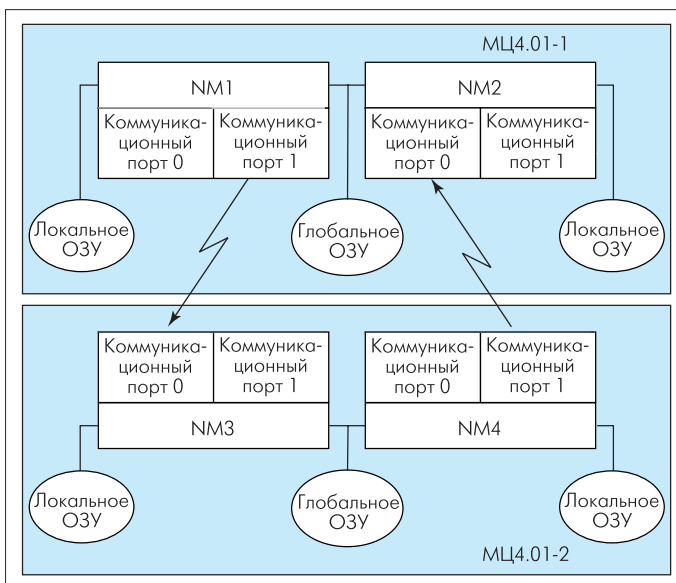 МЦ4.01-1
NM1
NM2
Коммуника-
ционный
порт 0
Коммуника-
ционный
порт 1
Коммуника-
ционный
порт 0
Коммуника-
ционный
порт 1
Локальное
ОЗУ
Глобальное
ОЗУ
Локальное
ОЗУ
Коммуника-
ционный
порт 0
Коммуника-
ционный
порт 1
Коммуника-
ционный
порт 0
Коммуника-
ционный
порт 1
NM3
NM4
Локальное
ОЗУ
Глобальное
ОЗУ
Локальное
ОЗУ
МЦ4.01-2